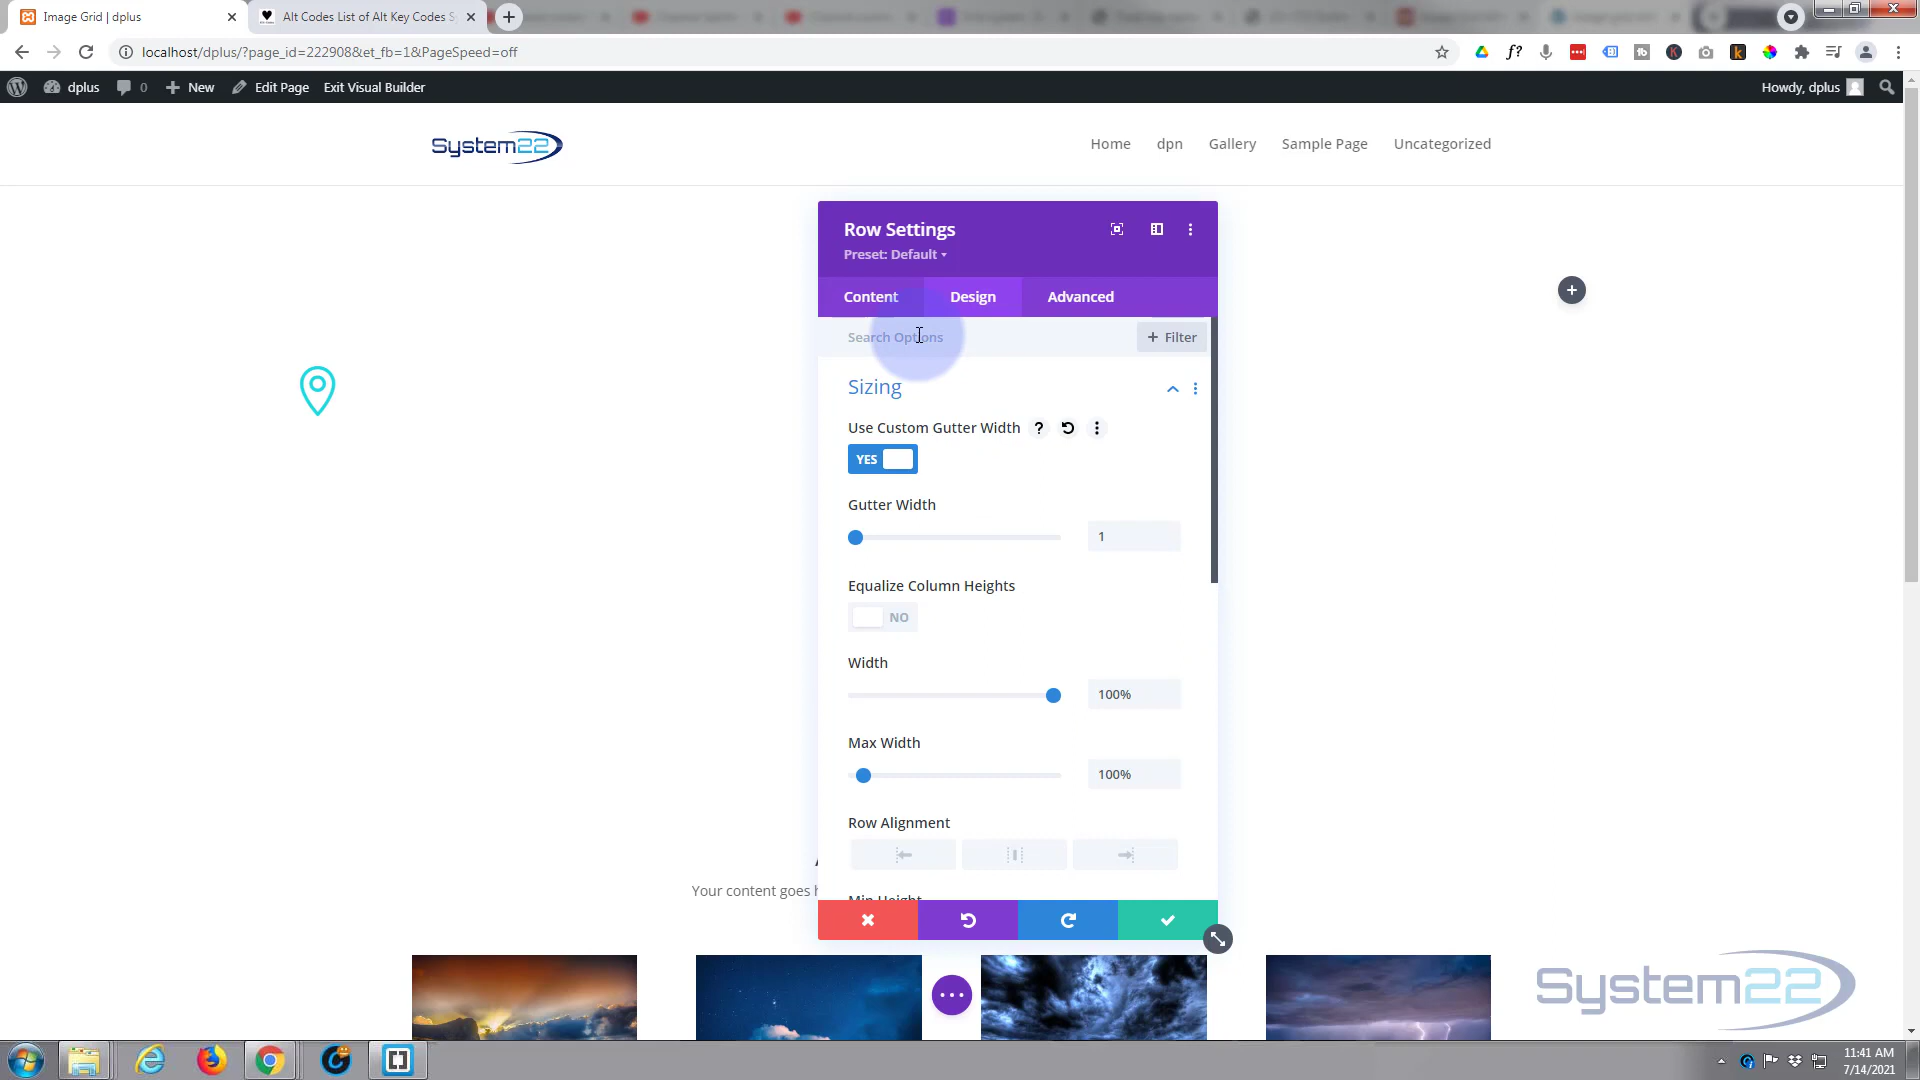 Image Grid | dplus
Alt Codes List of Alt Key Codes S
localhost/dplus/?page_id=222908&et_fb=1&PageSpeed=off
dplus
0
New
Edit Page
Exit Visual Builder
Howdy, dplus
System22
Home
dpn
Gallery
Sample Page
Uncategorized
Row Settings
Preset: Default
Content
Design
Advanced
Search Options
+ Filter
Sizing
Use Custom Gutter Width ?
YES
Gutter Width
1
Equalize Column Heights
NO
Width
100%
Max Width
100%
Row Alignment
Min Height
Your content goes h
System22
11:41 AM
7/14/2021